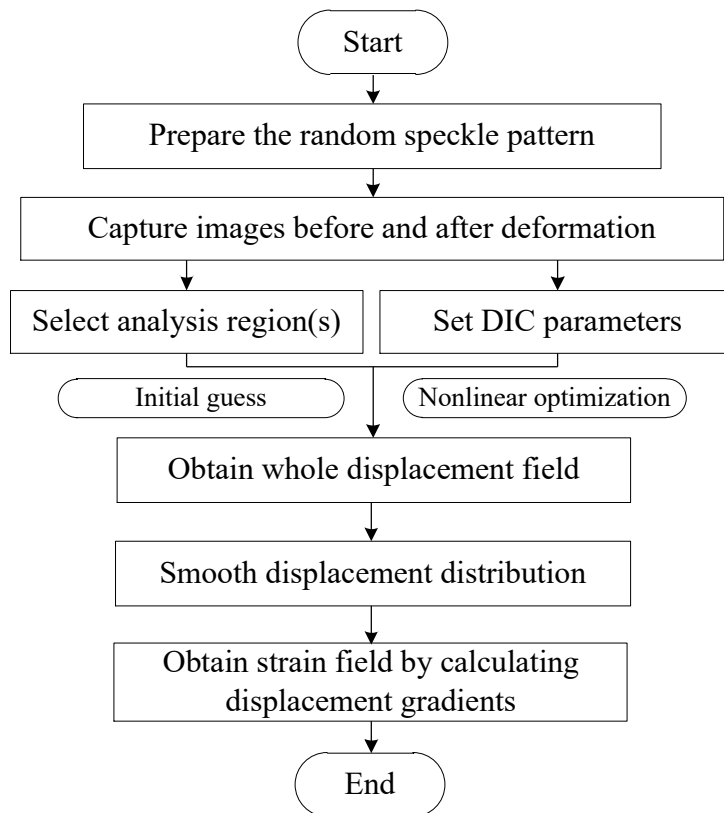 Start
Prepare the random speckle pattern
Capture images before and after deformation
Select analysis region(s)
Set DIC parameters
Initial guess
Nonlinear optimization
Obtain whole displacement field
Smooth displacement distribution
Obtain strain field by calculating
displacement gradients
End